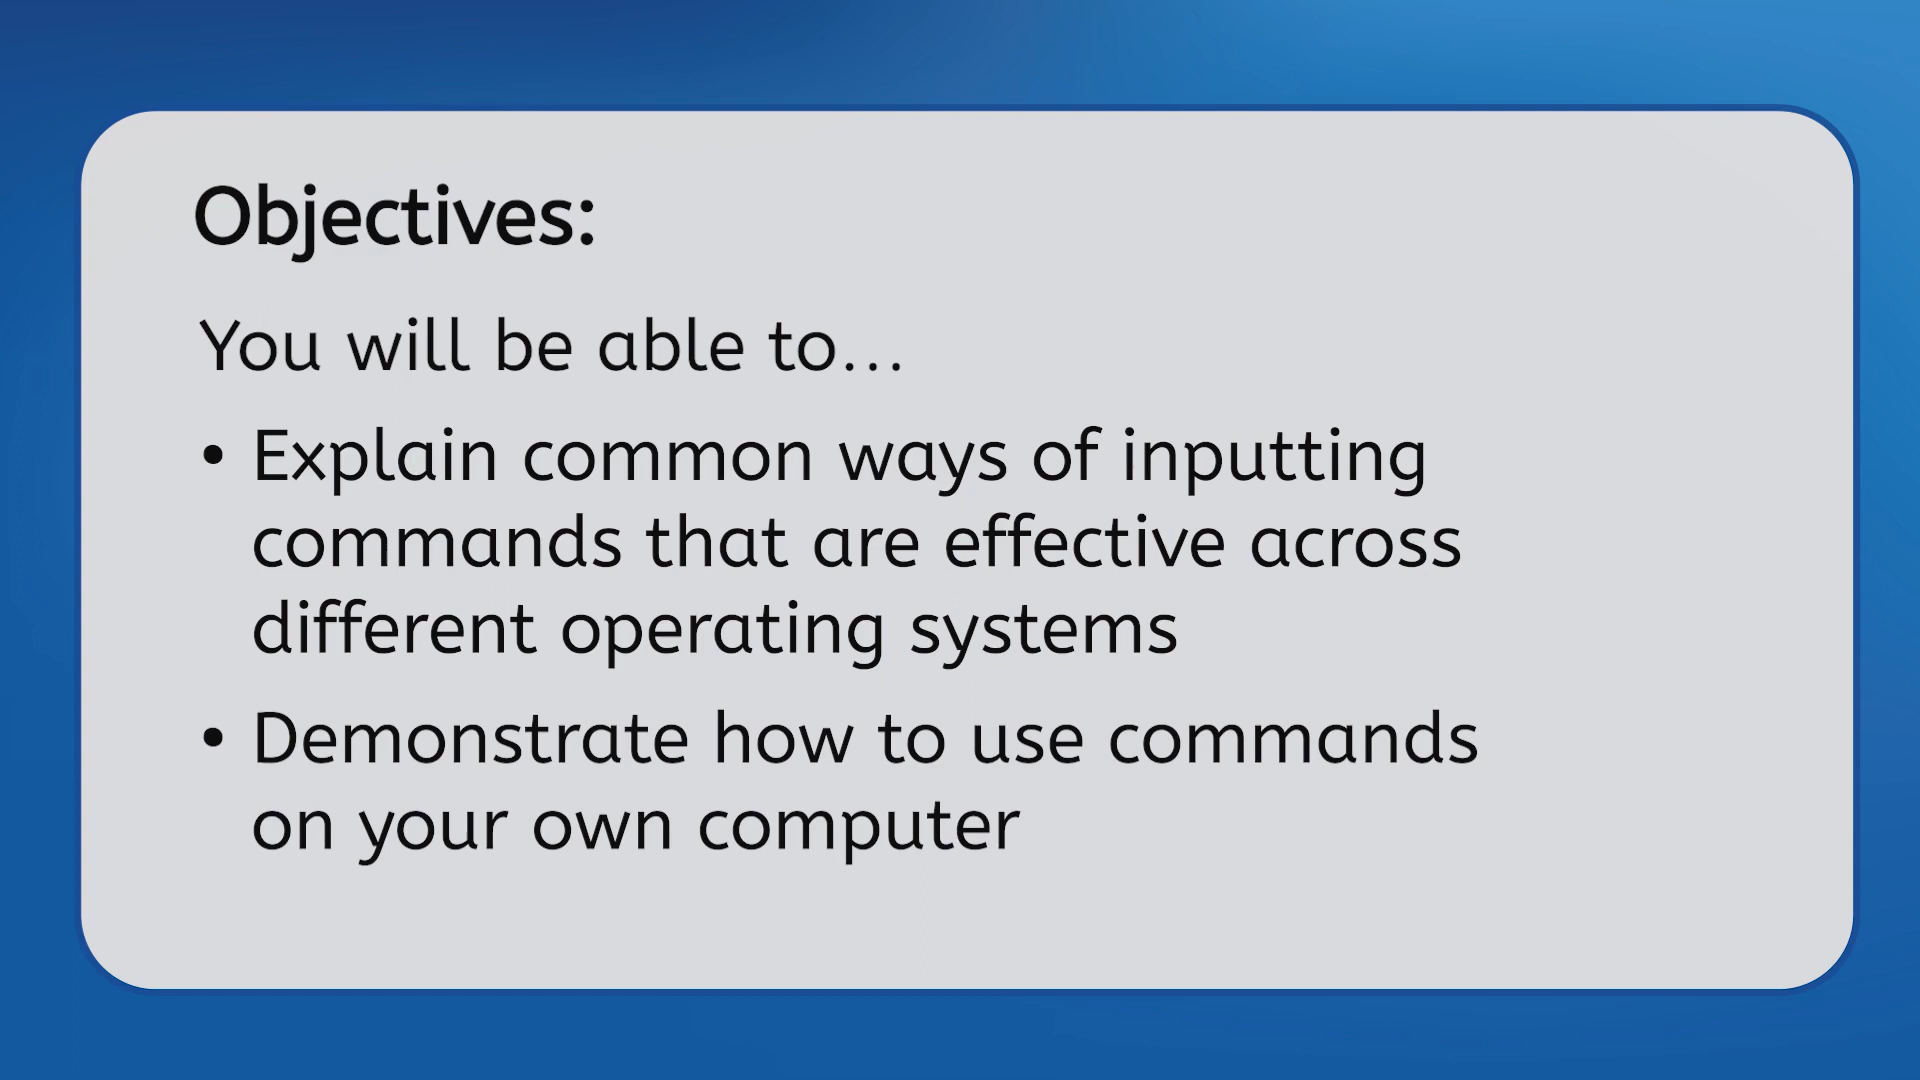 Objectives:
You will be able to...
• Explain common ways of inputting
commands that are effective across
different operating systems
• Demonstrate how to use commands
on your own computer